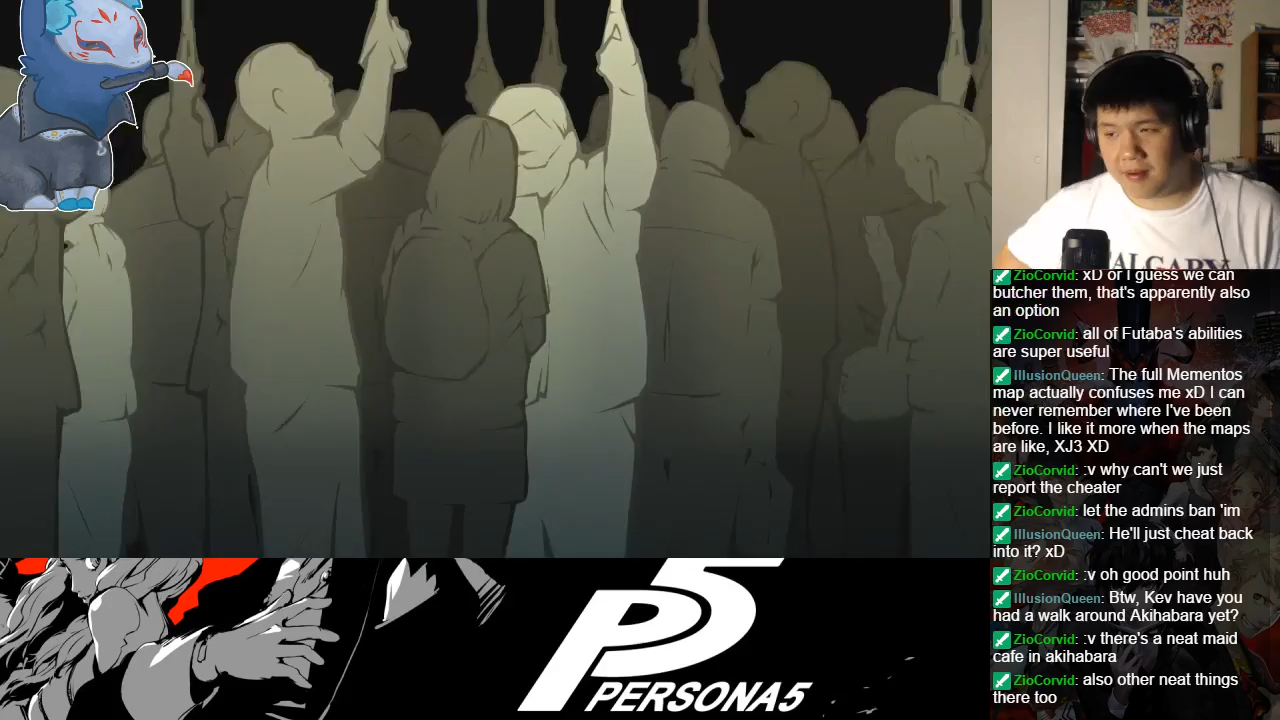 CALGARY
ZioCorvid: xD or I guess we can
butcher them, that's apparently also
an option
ZioCorvid: all of Futaba's abilities
are super useful
IllusionQueen: The full Mementos
map actually confuses me xD I can
never remember where I've been
before. I like it more when the maps
are like, XJ3 XD
ZioCorvid: :v why can't we just
report the cheater
ZioCorvid: let the admins ban 'im
IllusionQueen: He'll just cheat back
into it? xD
ZioCorvid: :v oh good point huh
IllusionQueen: Btw, Kev have you
had a walk around Akihabara yet?
ZioCorvid: :v there's a neat maid
cafe in akihabara
ZioCorvid: also other neat things
there too
P5
PERSONA5